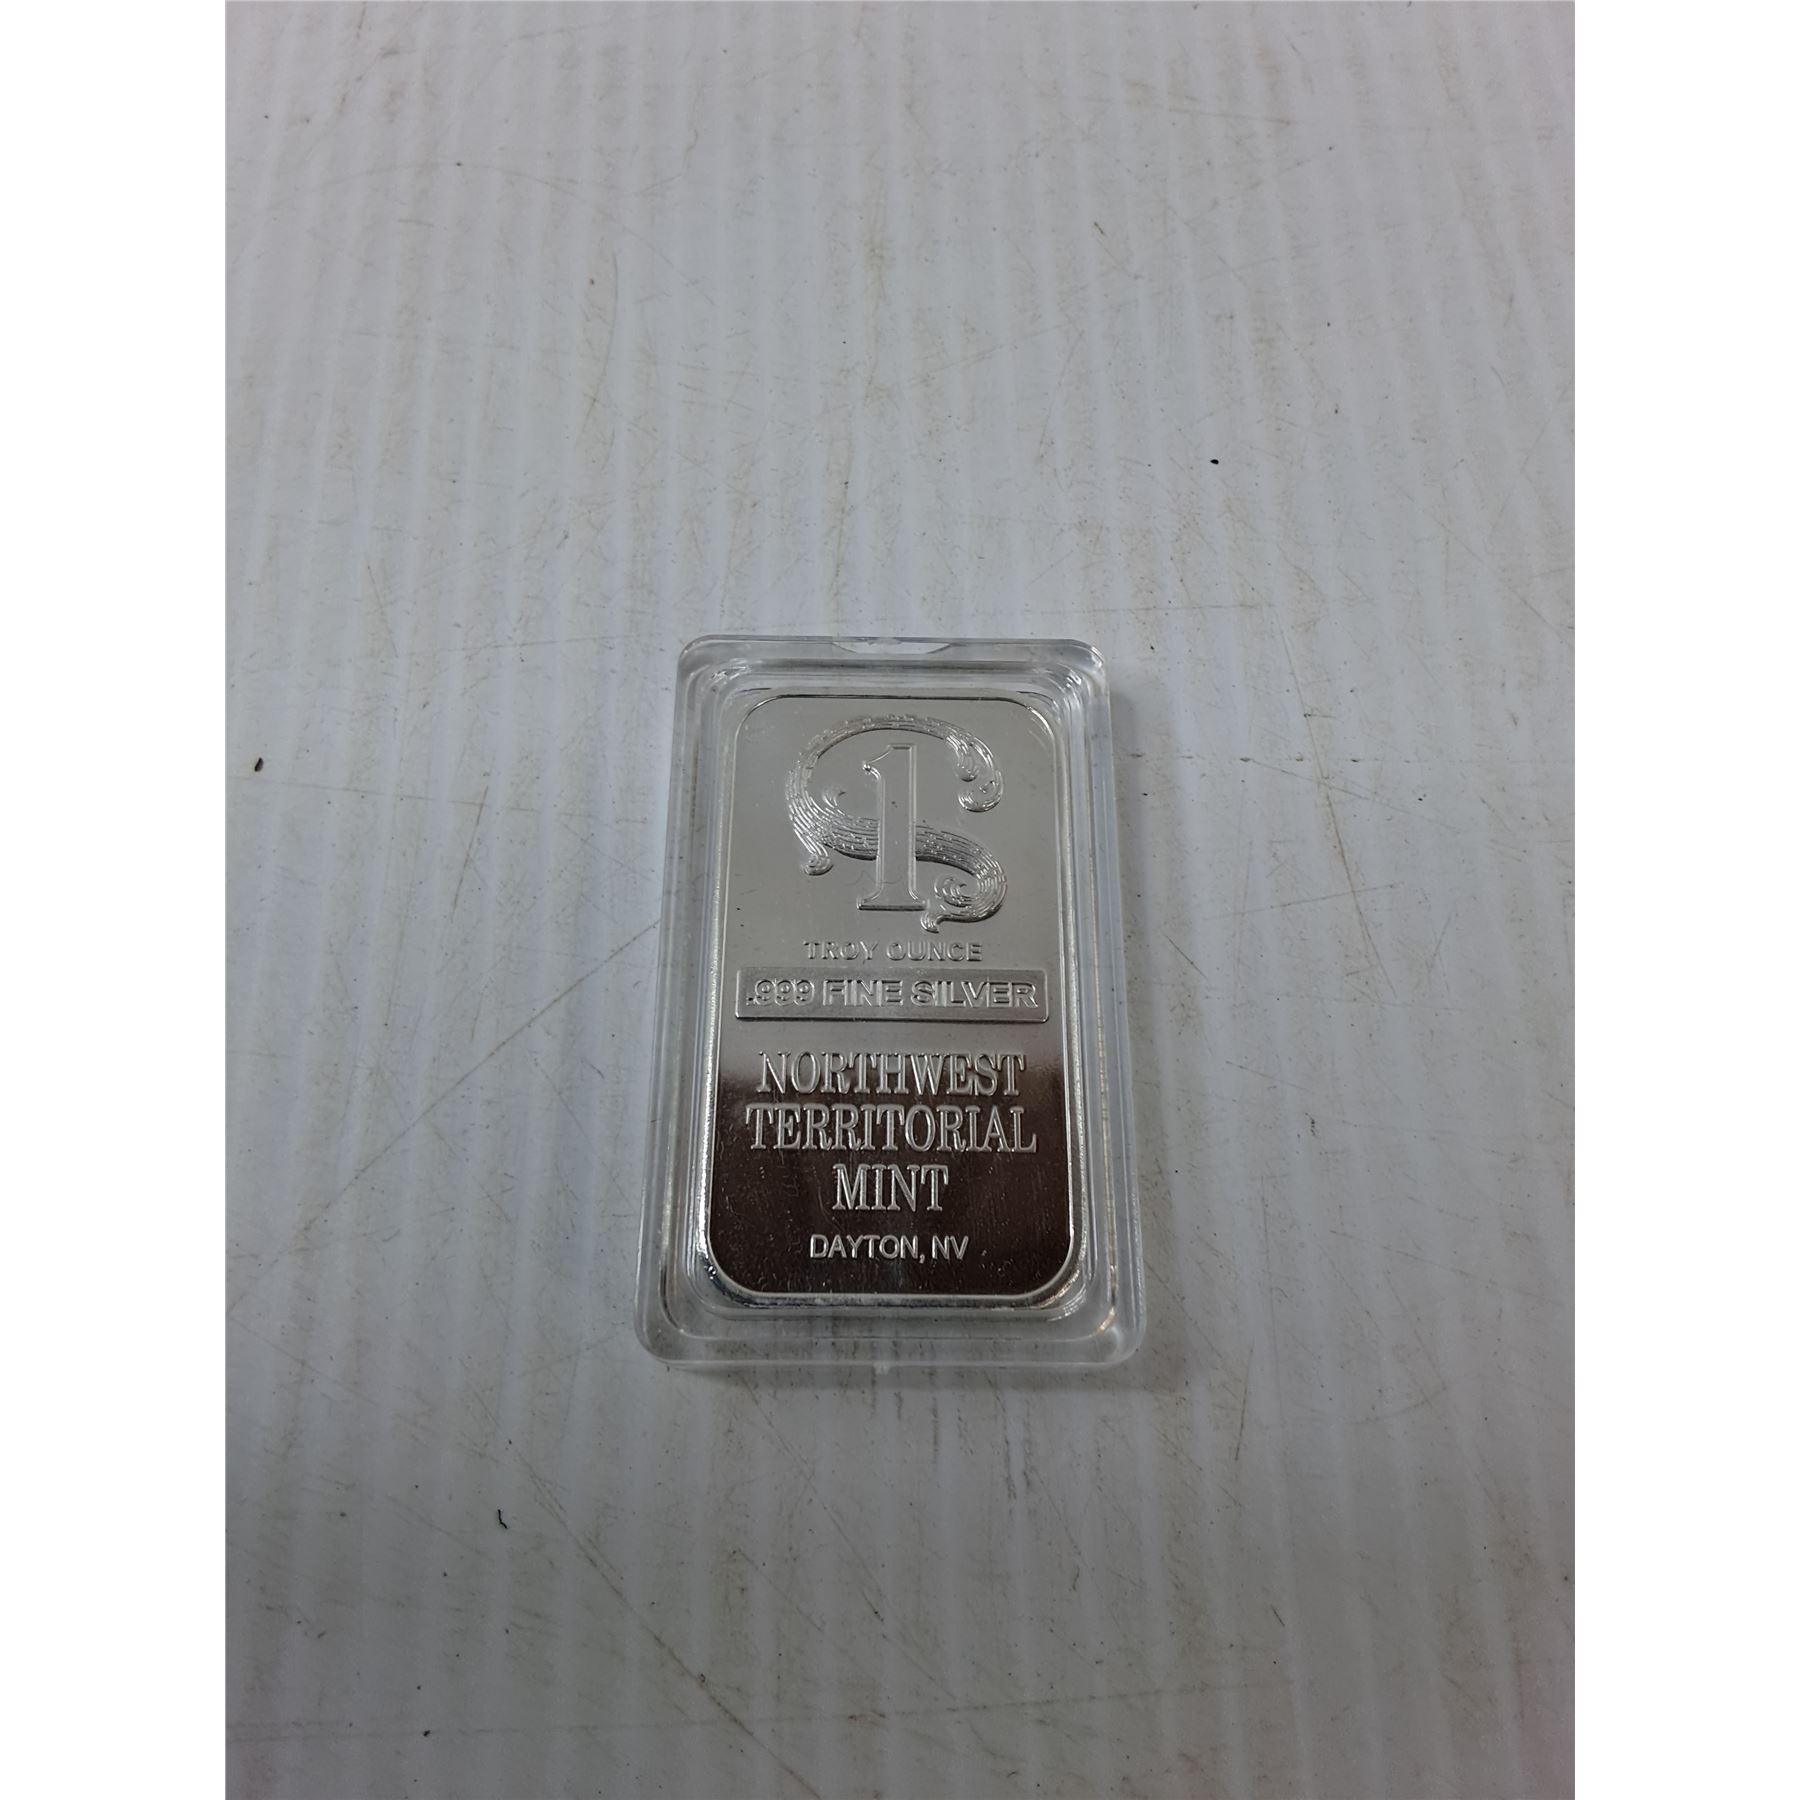 1
TROY OUNCE
.999 FINE SILVER
NORTHWEST
TERRITORIAL
MINT
DAYTON, NV